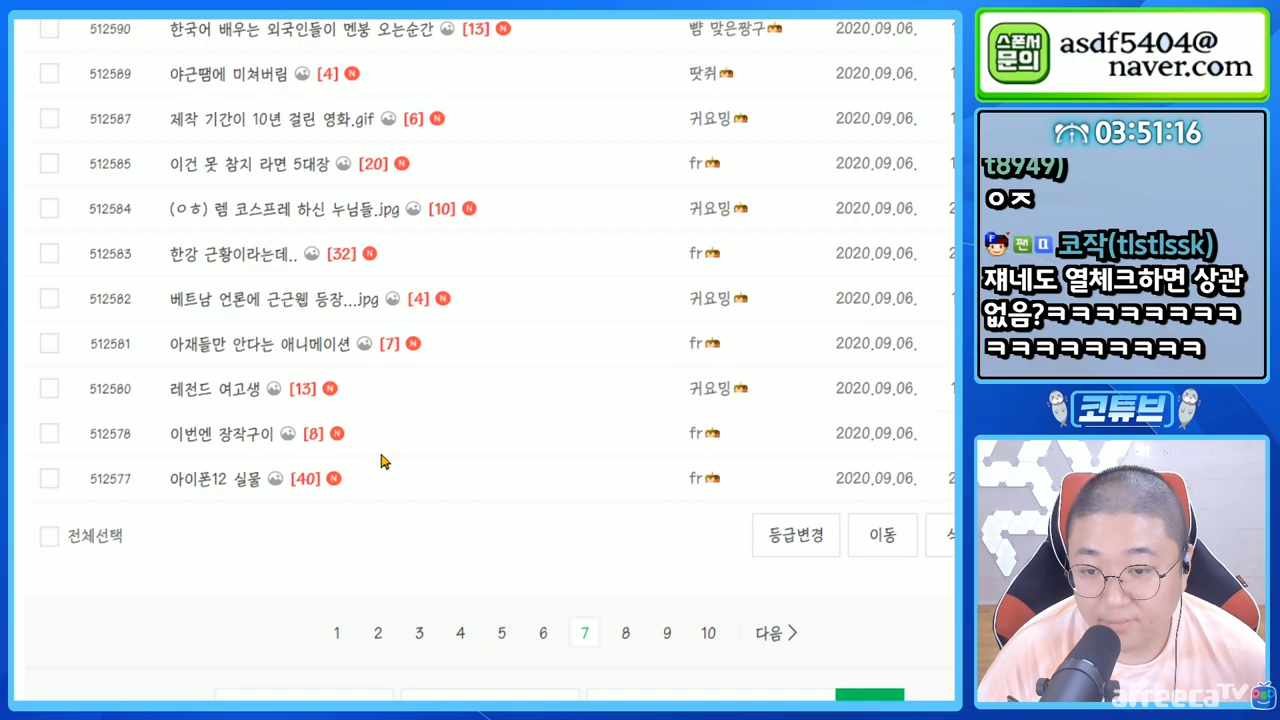 512590 한국어 배우는 외국인들이 멘붕 오는순간 [13] N 뺨 맞은짱구 2020.09.06.
512589 야근땜에 미쳐버림 [4] N 땃쥐 2020.09.06.
512587 제작 기간이 10년 걸린 영화.gif [6] N 귀요밍 2020.09.06.
512585 이건 못 참지 라면 5대장 [20] N fr 2020.09.06.
512584 (ㅇㅎ) 렘 코스프레 하신 누님들.jpg [10] N 귀요밍 2020.09.06.
512583 한강 근황이라는데.. [32] N fr 2020.09.06.
512582 베트남 언론에 근근웹 등장...jpg [4] N 귀요밍 2020.09.06.
512581 아재들만 안다는 애니메이션 [7] N fr 2020.09.06.
512580 레전드 여고생 [13] N 귀요밍 2020.09.06.
512578 이번엔 장작구이 [8] N fr 2020.09.06.
512577 아이폰12 실물 [40] N fr 2020.09.06.
전체선택 등급변경 이동
1 2 3 4 5 6 7 8 9 10 다음 >
스폰서
문의
asdf5404@
naver.com
03:51:16
t8949)
ㅇㅈ
F 팬 코작(tlstlssk)
쟤네도 열체크하면 상관
없음?ㅋㅋㅋㅋㅋㅋㅋㅋ
ㅋㅋㅋㅋㅋㅋㅋㅋㅋ
코튜브
afreecaTV